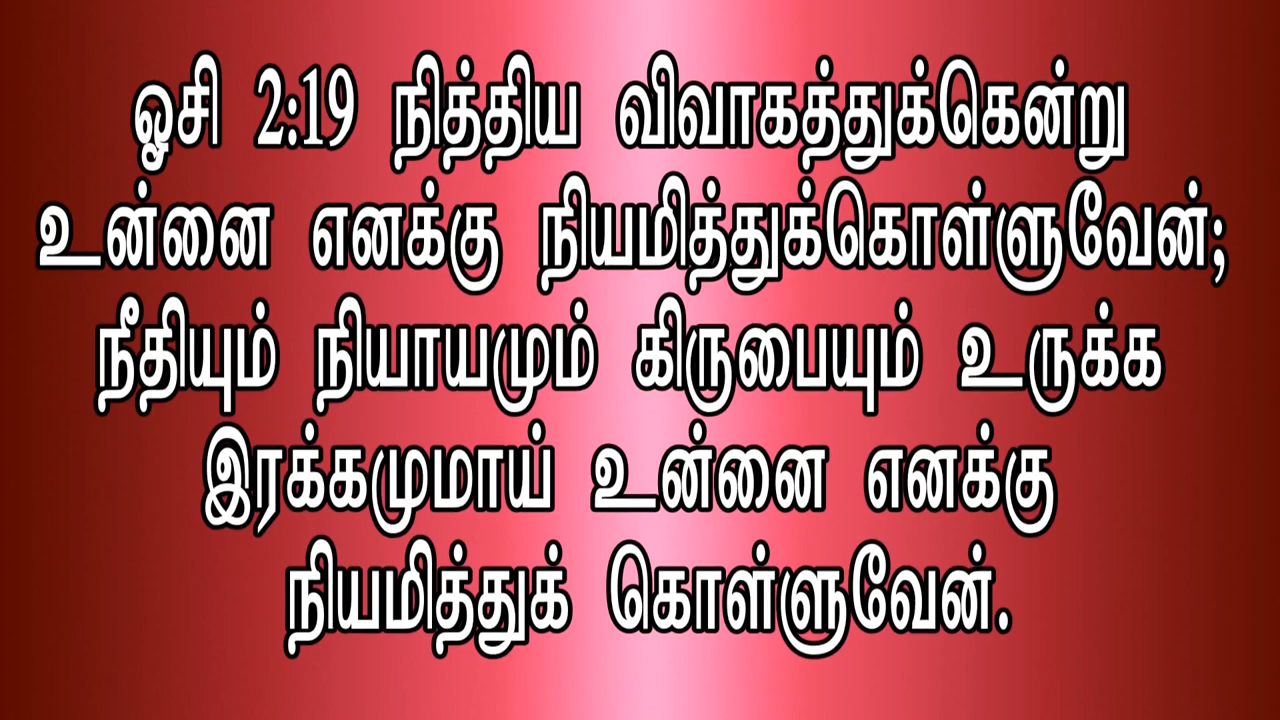 ஓசி 2:19 நித்திய விவாகத்துக்கென்று
உன்னை எனக்கு நியமித்துக்கொள்ளுவேன்;
நீதியும் நியாயமும் கிருபையும் உருக்க
இரக்கமுமாய் உன்னை எனக்கு
நியமித்துக் கொள்ளுவேன்.